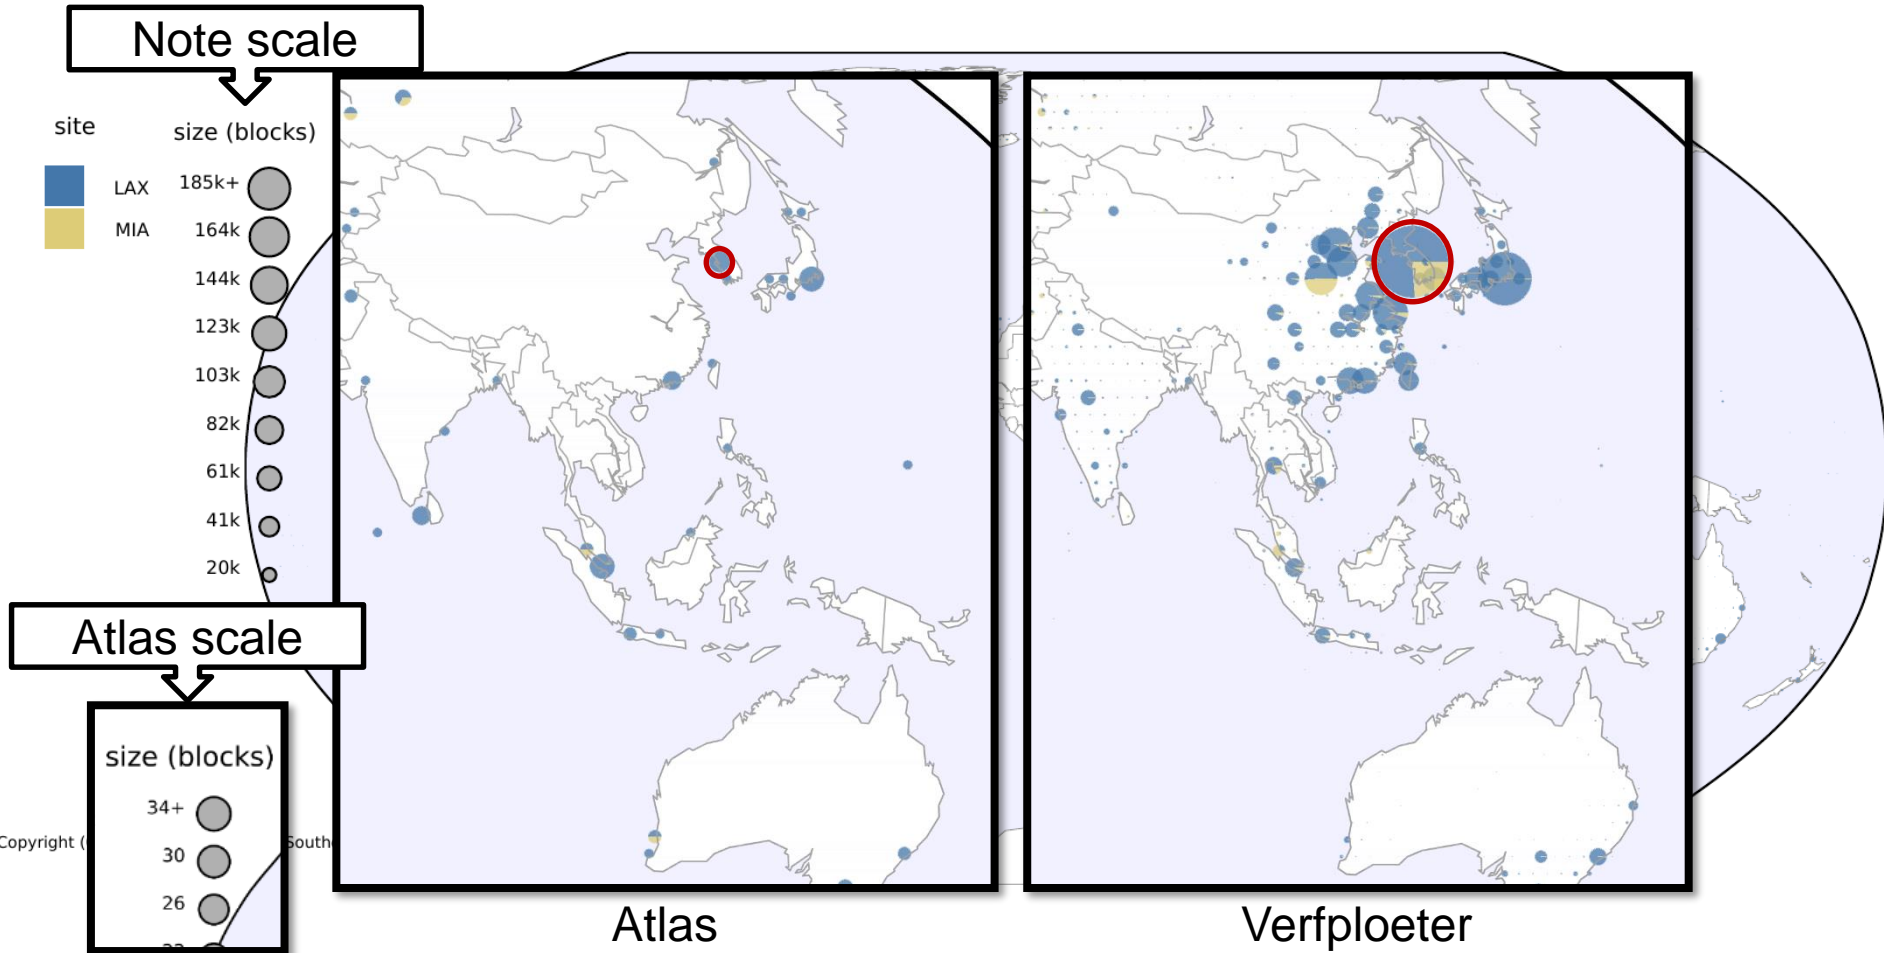 Note scale
site
size (blocks)
LAX
MIA
185k+
164k
144k
123k
103k
82k
61k
41k
20k
Atlas scale
size (blocks)
34+
30
26
Copyright (
South
Atlas
Verfploeter